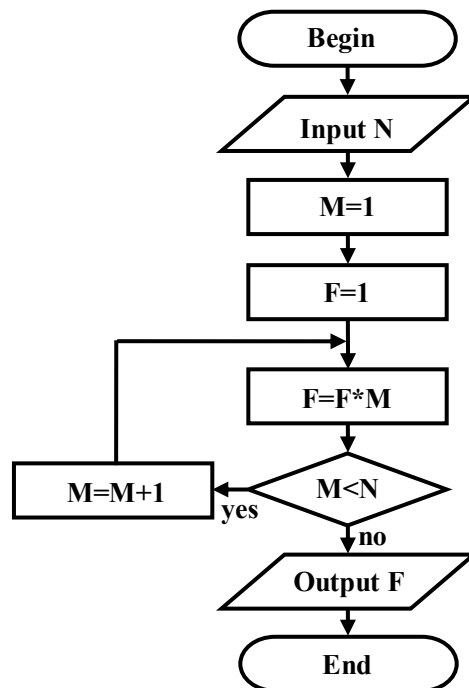 Begin
Input N
M=1
F=1
F=F*M
M<N
M=M+1
yes
no
Output F
End